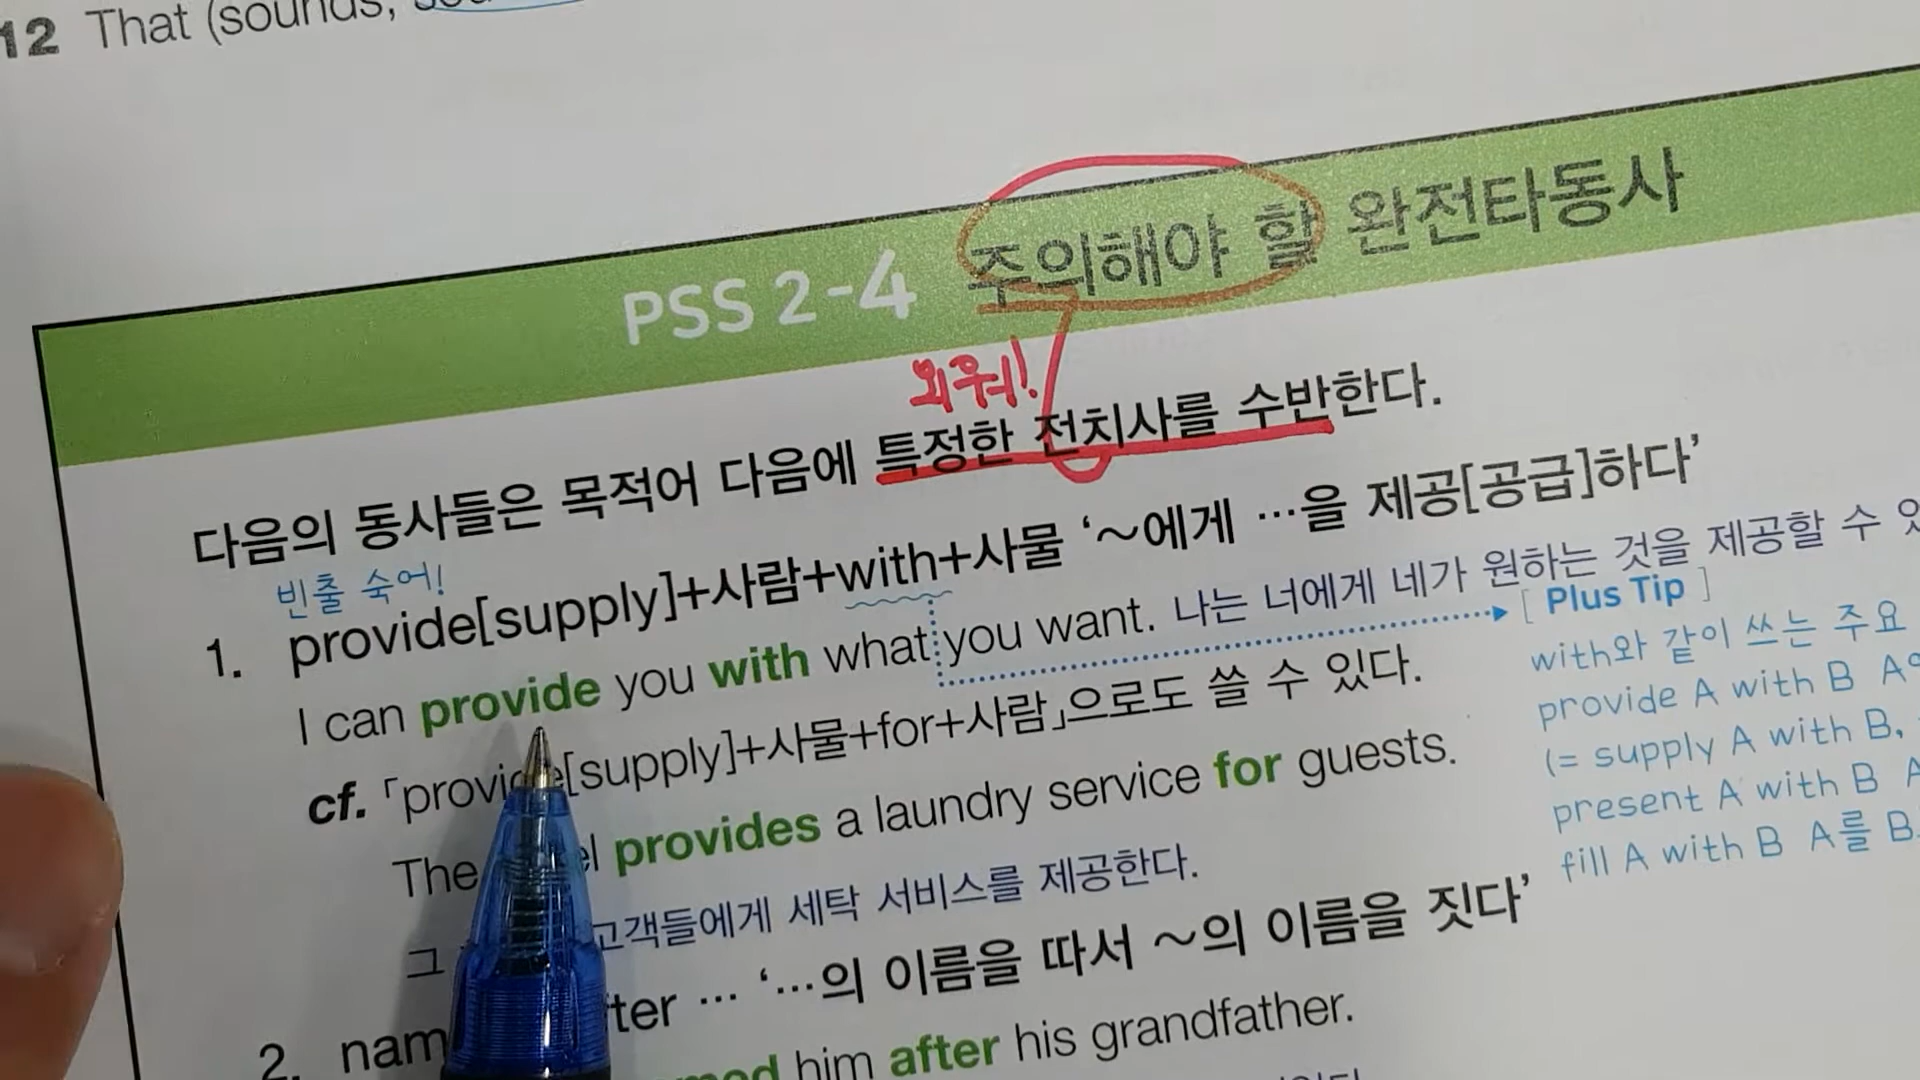 12 That (sounds,
PSS 2-4 주의해야 할 완전타동사
외워!
다음의 동사들은 목적어 다음에 특정한 전치사를 수반한다.
빈출 숙어!
1. provide[supply]+사람+with+사물 ‘~에게 …을 제공[공급]하다’
I can provide you with what you want. 나는 너에게 네가 원하는 것을 제공할 수
cf. 「provide[supply]+사물+for+사람」으로도 쓸 수 있다.
The provides a laundry service for guests.
그 고객들에게 세탁 서비스를 제공한다.
2. after … ‘…의 이름을 따서 ~의 이름을 짓다’
him after his grandfather.
[ Plus Tip ]
with와 같이 쓰는 주요
provide A with B
(= supply A with B,
present A with B
fill A with B A를 B